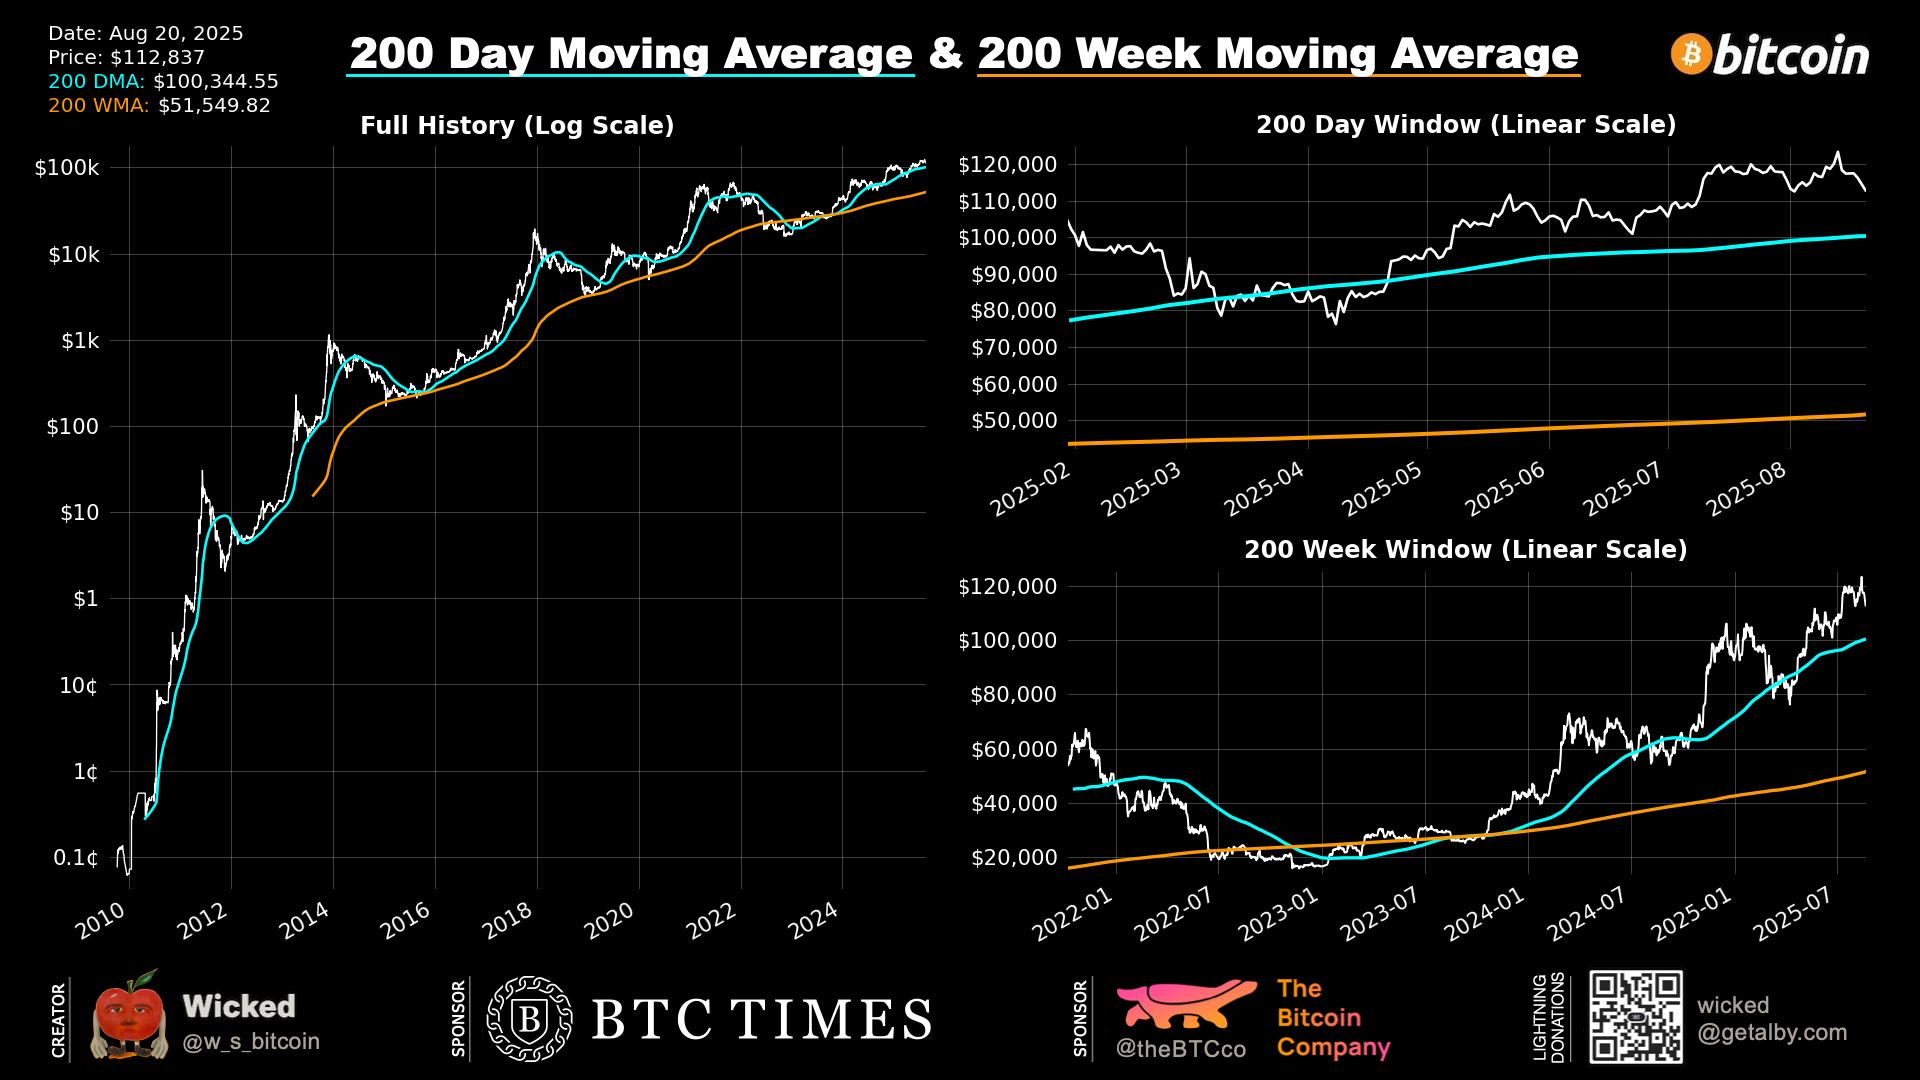 Date: Aug 20, 2025
Price: $112,837
200 DMA: $100,344.55
200 WMA: $51,549.82
200 Day Moving Average & 200 Week Moving Average
bitcoin
Full History (Log Scale)
$100k
$10k
$1k
$100
$10
$1
10¢
1¢
0.1¢
2010
2012
2014
2016
2018
2020
2022
2024
200 Day Window (Linear Scale)
$120,000
$110,000
$100,000
$90,000
$80,000
$70,000
$60,000
$50,000
2025-02
2025-03
2025-04
2025-05
2025-06
2025-07
2025-08
200 Week Window (Linear Scale)
$120,000
$100,000
$80,000
$60,000
$40,000
$20,000
2022-01
2022-07
2023-01
2023-07
2024-01
2024-07
2025-01
2025-07
CREATOR
Wicked
@w_s_bitcoin
SPONSOR
B
BTC TIMES
SPONSOR
@theBTCco
The
Bitcoin
Company
LIGHTNING
DONATIONS
wicked
@getalby.com